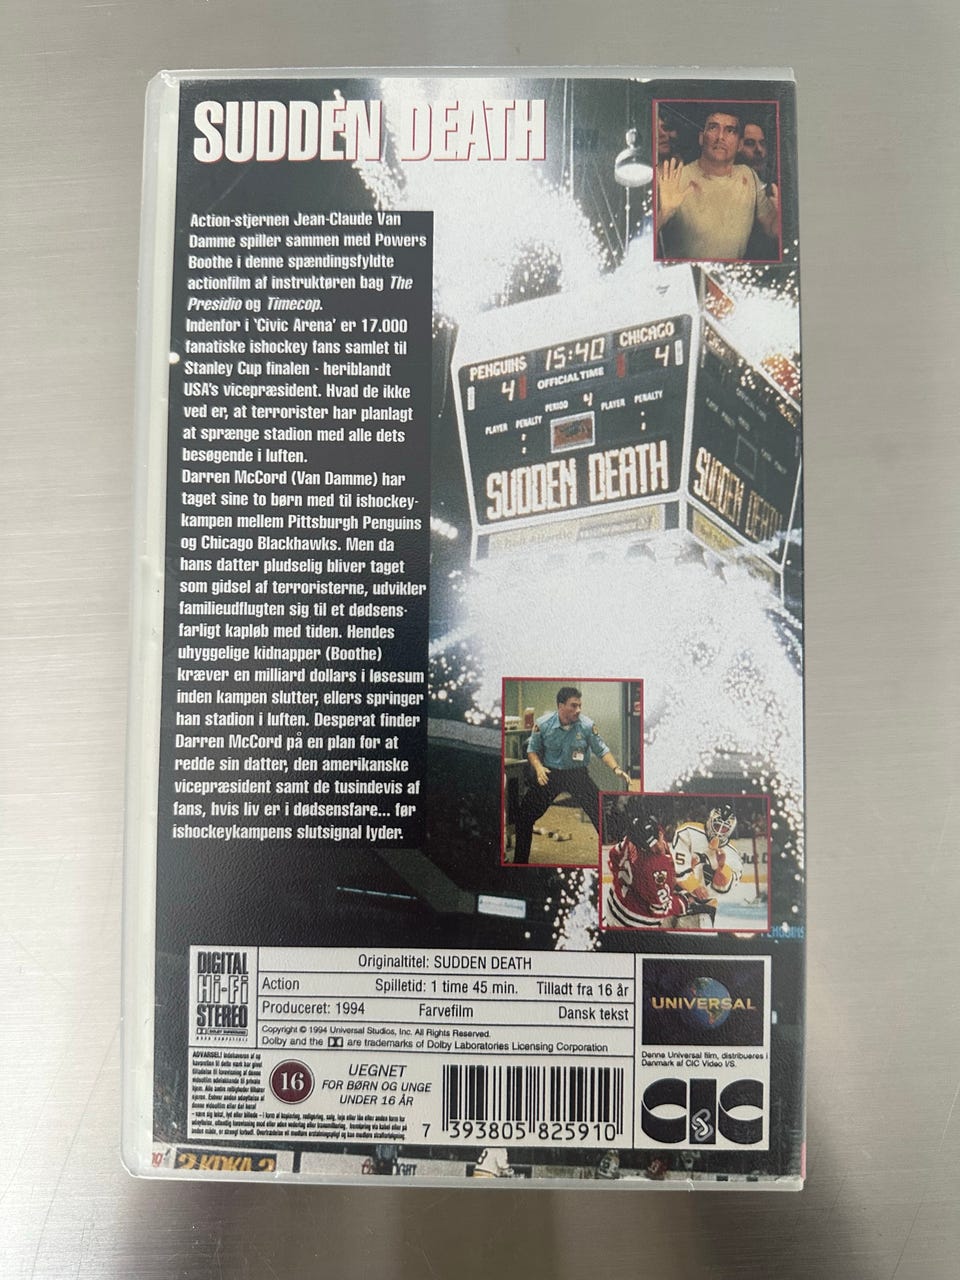 SUDDEN DEATH
Action-stjernen Jean-Claude Van
Damme spiller sammen med Powers
Boothe i denne spændingsfyldte
actionfilm af instruktøren bag The
Presidio og Timecop.
Indenfor i 'Civic Arena' er 17.000
fanatiske ishockey fans samlet til
Stanley Cup finalen - heriblandt
USA's vicepræsident. Hvad de ikke
ved er, at terrorister har planlagt
at sprænge stadion med alle dets
besøgende i luften.
Darren McCord (Van Damme) har
taget sine to børn med til ishockey-
kampen mellem Pittsburgh Penguins
og Chicago Blackhawks. Men da
hans datter pludselig bliver taget
som gidsel af terroristerne, udvikler
familieudflugten sig til et dødsens-
farligt kapløb med tiden. Hendes
uhyggelige kidnapper (Boothe)
kræver en milliard dollars i løsesum
inden kampen slutter, ellers springer
han stadion i luften. Desperat finder
Darren McCord på en plan for at
redde sin datter, den amerikanske
vicepræsident samt de tusindevis af
fans, hvis liv er i dødsensfare... før
ishockeykampens slutsignal lyder.
PENGUINS 15:40 CHICAGO
4 OFFICIAL TIME 4
PERIOD 4
PLAYER PENALTY PLAYER PENALTY
SUDDEN DEATH
SUDDEN DEATH
DIGITAL
Hi-Fi
STEREO
DOLBY SURROUND
Originaltitel: SUDDEN DEATH
Action Spilletid: 1 time 45 min. Tilladt fra 16 år
Produceret: 1994 Farvefilm Dansk tekst
Copyright © 1994 Universal Studios, Inc. All Rights Reserved.
Dolby and the are trademarks of Dolby Laboratories Licensing Corporation
UNIVERSAL
Denne Universal film, distribueres i
Danmark af CIC Video I/S.
CIC
ADVARSEL!
16
UEGNET
FOR BØRN OG UNGE
UNDER 16 ÅR
7 393805 825910
2 KDKA 2